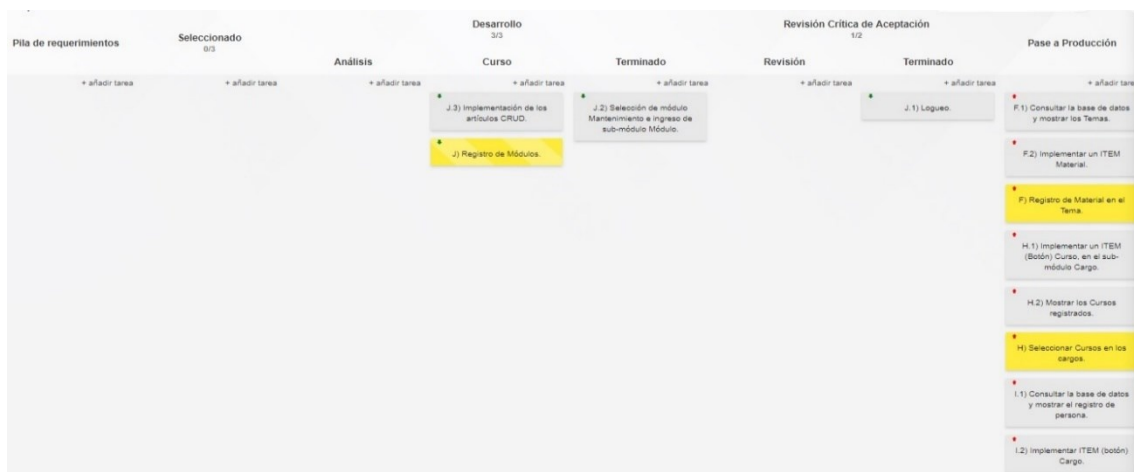 Pila de requerimientos
Seleccionado
0/3
Desarrollo
3/3
Análisis
Curso
Terminado
Revisión Crítica de Aceptación
1/2
Revisión
Terminado
Pase a Producción
+ añadir tarea
+ añadir tarea
+ añadir tarea
+ añadir tarea
+ añadir tarea
+ añadir tarea
+ añadir tarea
+ añadir tare
J.3) Implementación de los
artículos CRUD.
J) Registro de Módulos.
J.2) Selección de módulo
Mantenimiento e ingreso de
sub-módulo Módulo.
J.1) Logueo.
F.1) Consultar la base de datos
y mostrar los Temas.
F.2) Implementar un ITEM
Material.
F) Registro de Material en el
Tema.
H.1) Implementar un ITEM
(Botón) Curso, en el sub-
módulo Cargo.
H.2) Mostrar los Cursos
registrados.
H) Seleccionar Cursos en los
cargos.
I.1) Consultar la base de datos
y mostrar el registro de
persona.
I.2) Implementar ITEM (botón)
Cargo.